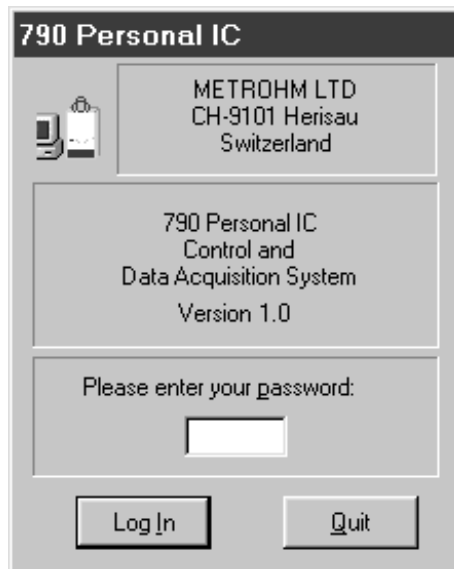 790 Personal IC
METROHM LTD
CH-9101 Herisau
Switzerland
790 Personal IC
Control and
Data Acquisition System
Version 1.0
Please enter your password:
Log In
Quit